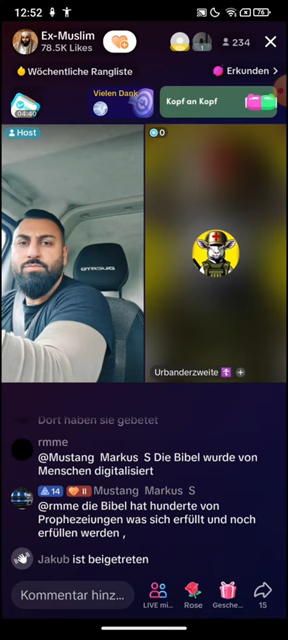 12:52
76
Ex-Muslim
78.5K Likes
1
234
Wöchentliche Rangliste
Erkunden
04:40
Vielen Dank
Kopf an Kopf
Host
0
Urbanderzweite
Dort haben sie gebetet
rmme
@Mustang Markus S Die Bibel wurde von
Menschen digitalisiert
14 II Mustang Markus S
@rmme die Bibel hat hunderte von
Prophezeiungen was sich erfüllt und noch
erfüllen werden ,
Jakub ist beigetreten
Kommentar hinz...
LIVE mi...
Rose
Gesche...
15